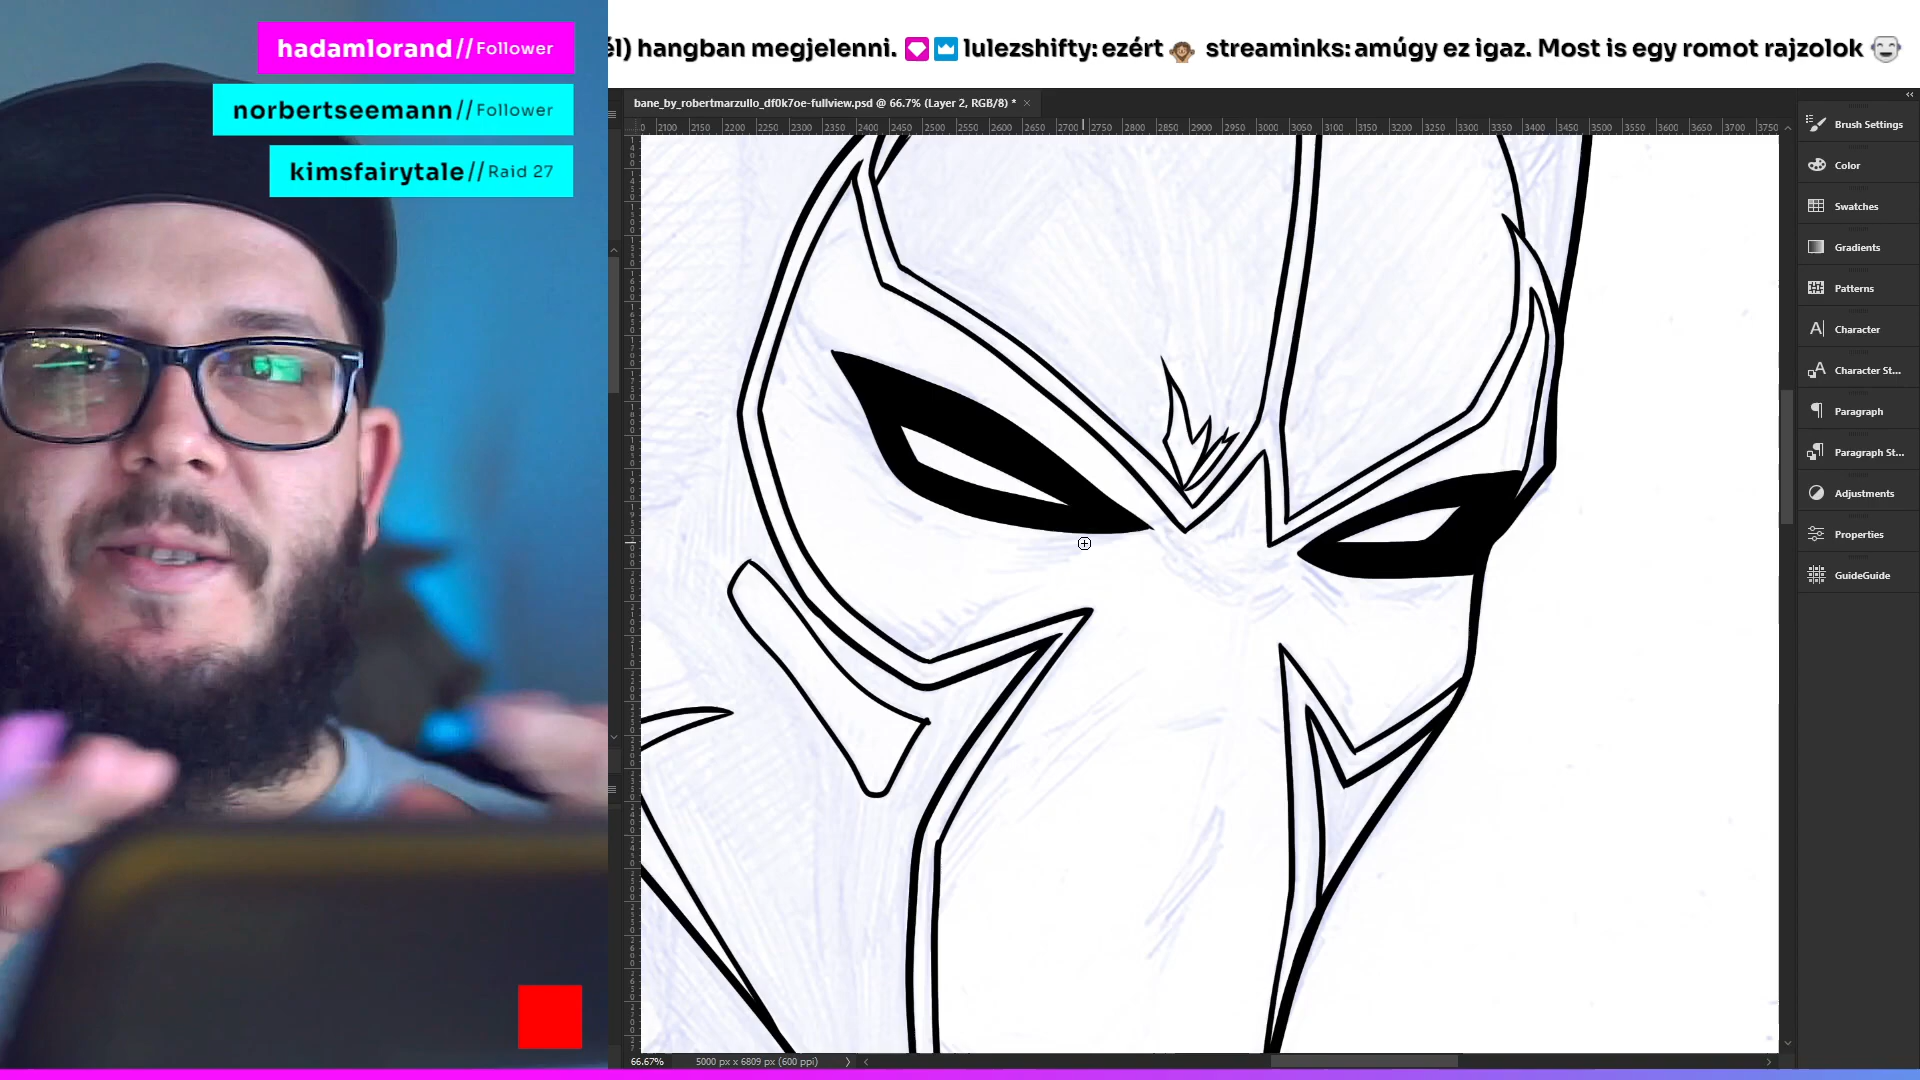 hadamlorand // Follower
norbertseemann // Follower
kimsfairytale // Raid 27
él) hangban megjelenni. lulezshifty: ezért streaminks: amúgy ez igaz. Most is egy romot rajzolok
bane_by_robertmarzullo_df0k7oe-fullview.psd @ 66.7% (Layer 2, RGB/8) * ×
2100 2150 2200 2250 2300 2350 2400 2450 2500 2550 2600 2650 2700 2750 2800 2850 2900 2950 3000 3050 3100 3150 3200 3250 3300 3350 3400 3450 3500 3550 3600 3650 3700 3750
Brush Settings
Color
Swatches
Gradients
Patterns
Character
Character St...
Paragraph
Paragraph St...
Adjustments
Properties
GuideGuide
66.67% 5000 px x 6809 px (600 ppi)